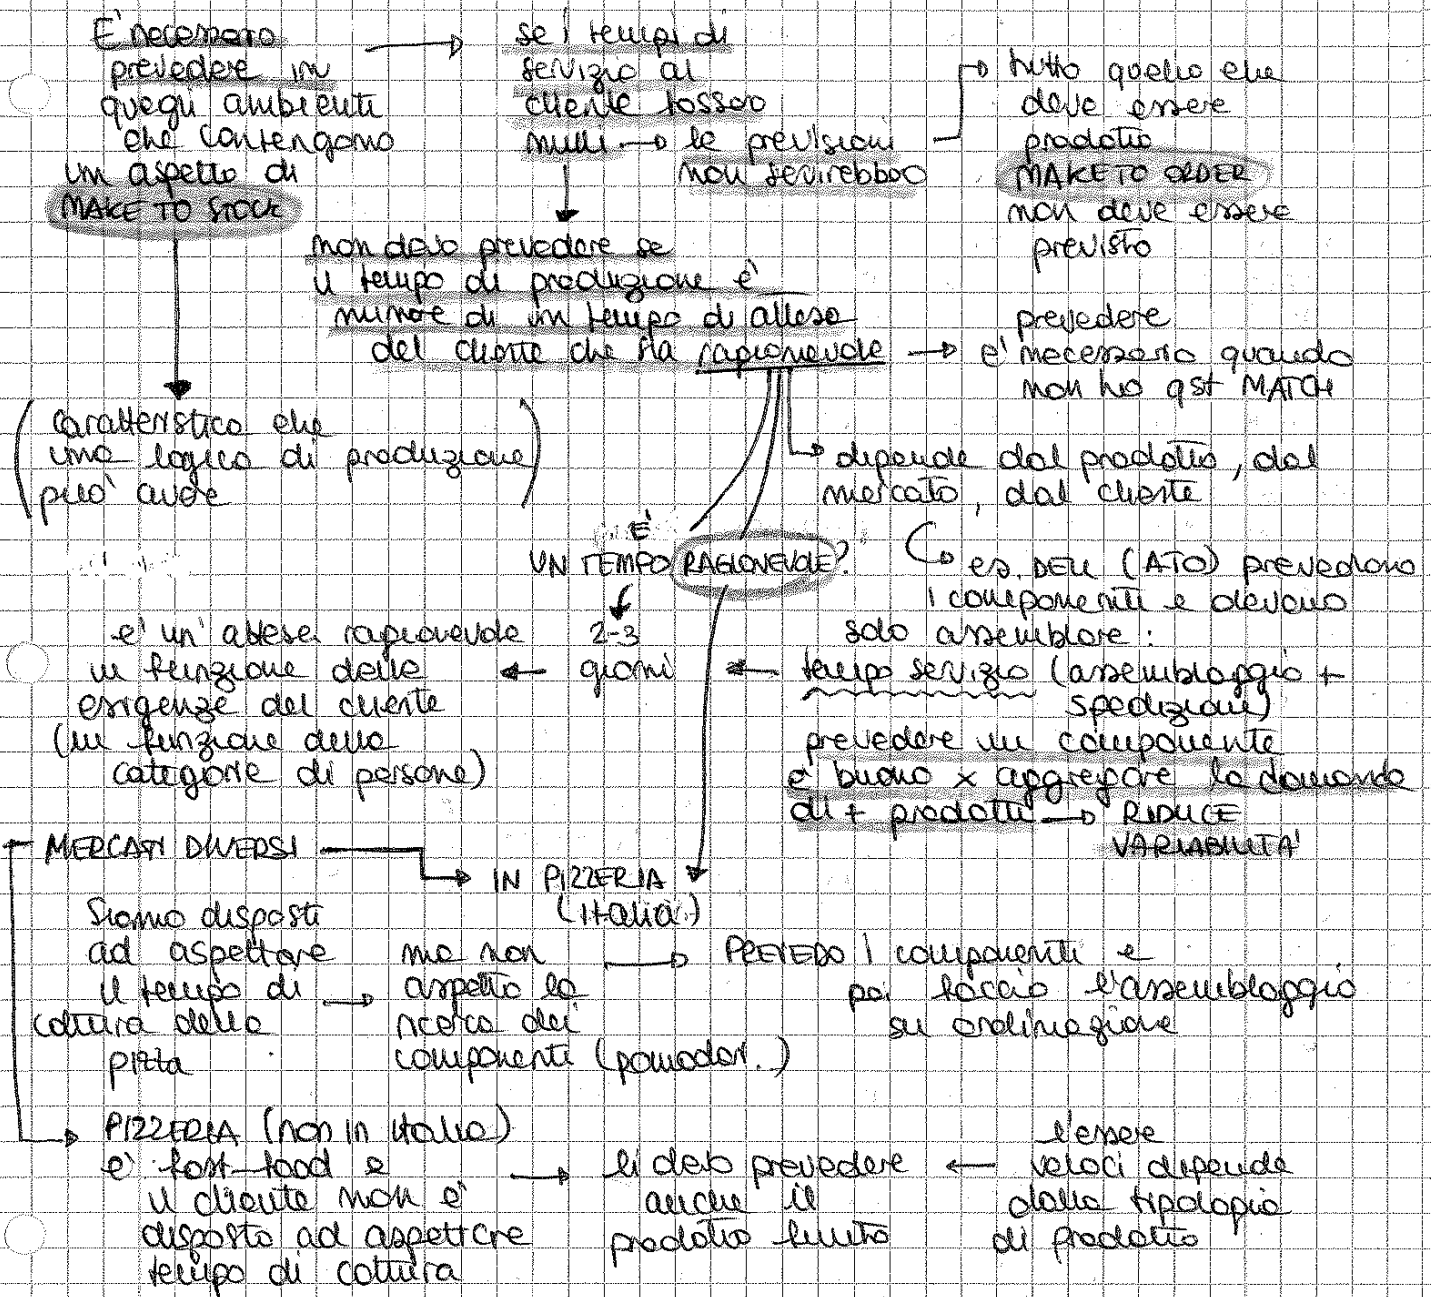 E' necessario
prevedere in
quegli ambienti
che contengono
un aspetto di
MAKE TO STOCK
se i tempi di
servizio al
cliente fossero
nulli → le previsioni
non servirebbero
tutto quello che
deve essere
prodotto
MAKE TO ORDER
non deve essere
previsto
non devo prevedere se
il tempo di produzione è
minore di un tempo di attesa
del cliente che sia ragionevole →
prevedere
è necessario quando
non ho qst MATCH
(caratteristica che
una logica di produzione
può avere)
dipende dal prodotto, dal
mercato, dal cliente
E'
UN TEMPO RAGIONEVOLE?
es. DELL (ATO) prevedono
i componenti e devono
solo assemblare:
tempo servizio (assemblaggio +
spedizioni)
2-3
giorni
è un'attesa ragionevole
in funzione delle
esigenze del cliente
(in funzione della
categoria di persone)
prevedere un componente
è buono x aggregare la domanda
di + prodotti → RIDUCE
VARIABILITÀ
MERCATI DIVERSI
IN PIZZERIA
(italia)
Siamo disposti
ad aspettare
il tempo di
cottura della
pizza
ma non
aspetto la
ricerca dei
componenti (pomodori..)
PREVEDO i componenti e
poi faccio l'assemblaggio
su ordinazione
PIZZERIA (non in italia)
è fast-food e
il cliente non è
disposto ad aspettare
tempo di cottura
li devo prevedere
anche il
prodotto finito
l'essere
veloci dipende
dalla tipologia
di prodotto